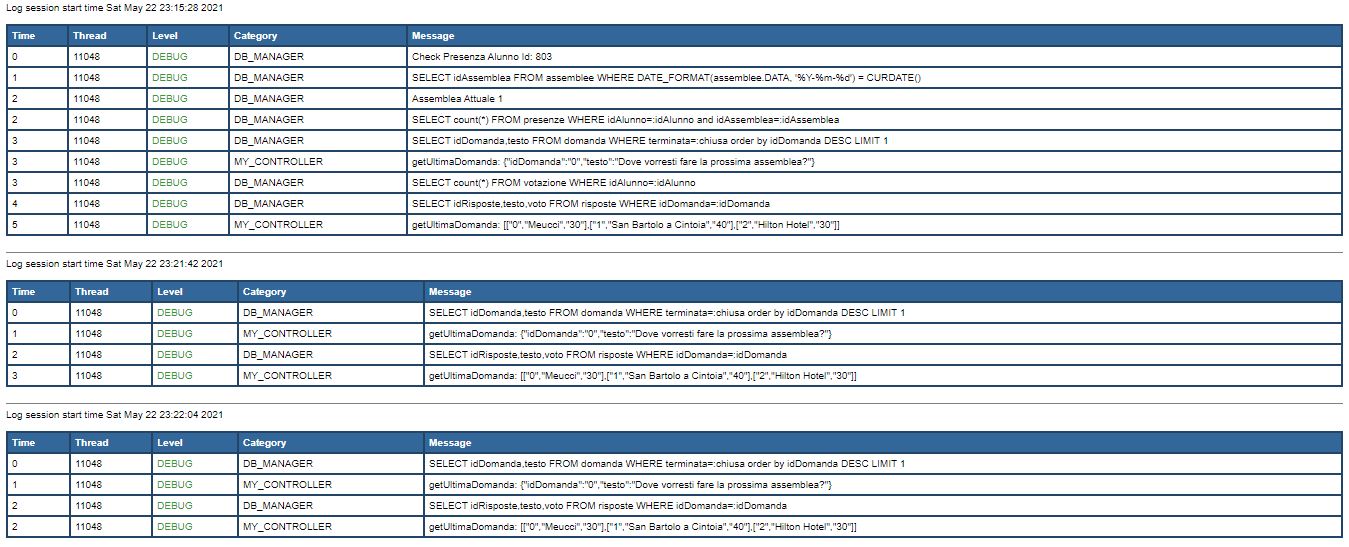 Log session start time Sat May 22 23:15:28 2021
Time Thread Level Category Message
0 11048 DEBUG DB_MANAGER Check Presenza Alunno Id: 803
1 11048 DEBUG DB_MANAGER SELECT idAssemblea FROM assemblee WHERE DATE_FORMAT(assemblee.DATA, '%Y-%m-%d') = CURDATE()
2 11048 DEBUG DB_MANAGER Assemblea Attuale 1
2 11048 DEBUG DB_MANAGER SELECT count(*) FROM presenze WHERE idAlunno=:idAlunno and idAssemblea=:idAssemblea
3 11048 DEBUG DB_MANAGER SELECT idDomanda,testo FROM domanda WHERE terminata=:chiusa order by idDomanda DESC LIMIT 1
3 11048 DEBUG MY_CONTROLLER getUltimaDomanda: {"idDomanda":"0","testo":"Dove vorresti fare la prossima assemblea?"}
3 11048 DEBUG DB_MANAGER SELECT count(*) FROM votazione WHERE idAlunno=:idAlunno
4 11048 DEBUG DB_MANAGER SELECT idRisposte,testo,voto FROM risposte WHERE idDomanda=:idDomanda
5 11048 DEBUG MY_CONTROLLER getUltimaDomanda: [["0","Meucci","30"],["1","San Bartolo a Cintoia","40"],["2","Hilton Hotel","30"]]
Log session start time Sat May 22 23:21:42 2021
Time Thread Level Category Message
0 11048 DEBUG DB_MANAGER SELECT idDomanda,testo FROM domanda WHERE terminata=:chiusa order by idDomanda DESC LIMIT 1
1 11048 DEBUG MY_CONTROLLER getUltimaDomanda: {"idDomanda":"0","testo":"Dove vorresti fare la prossima assemblea?"}
2 11048 DEBUG DB_MANAGER SELECT idRisposte,testo,voto FROM risposte WHERE idDomanda=:idDomanda
3 11048 DEBUG MY_CONTROLLER getUltimaDomanda: [["0","Meucci","30"],["1","San Bartolo a Cintoia","40"],["2","Hilton Hotel","30"]]
Log session start time Sat May 22 23:22:04 2021
Time Thread Level Category Message
0 11048 DEBUG DB_MANAGER SELECT idDomanda,testo FROM domanda WHERE terminata=:chiusa order by idDomanda DESC LIMIT 1
1 11048 DEBUG MY_CONTROLLER getUltimaDomanda: {"idDomanda":"0","testo":"Dove vorresti fare la prossima assemblea?"}
2 11048 DEBUG DB_MANAGER SELECT idRisposte,testo,voto FROM risposte WHERE idDomanda=:idDomanda
2 11048 DEBUG MY_CONTROLLER getUltimaDomanda: [["0","Meucci","30"],["1","San Bartolo a Cintoia","40"],["2","Hilton Hotel","30"]]